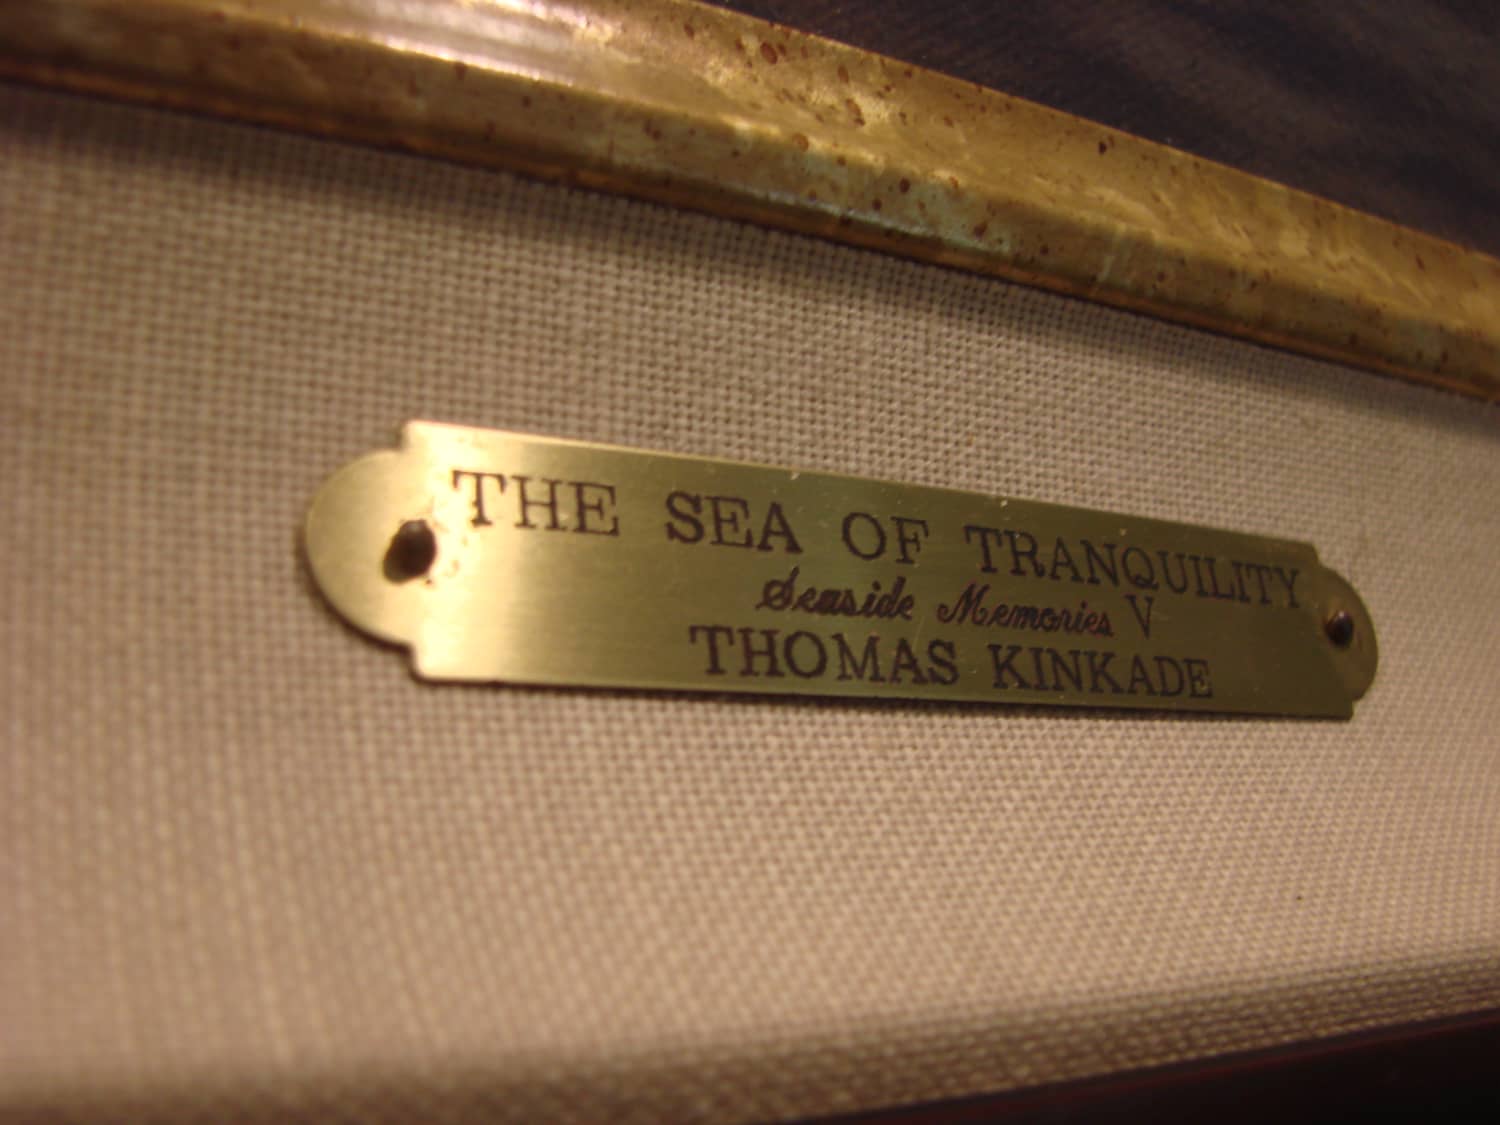 THE SEA OF TRANQUILITY
Seaside Memories V
THOMAS KINKADE